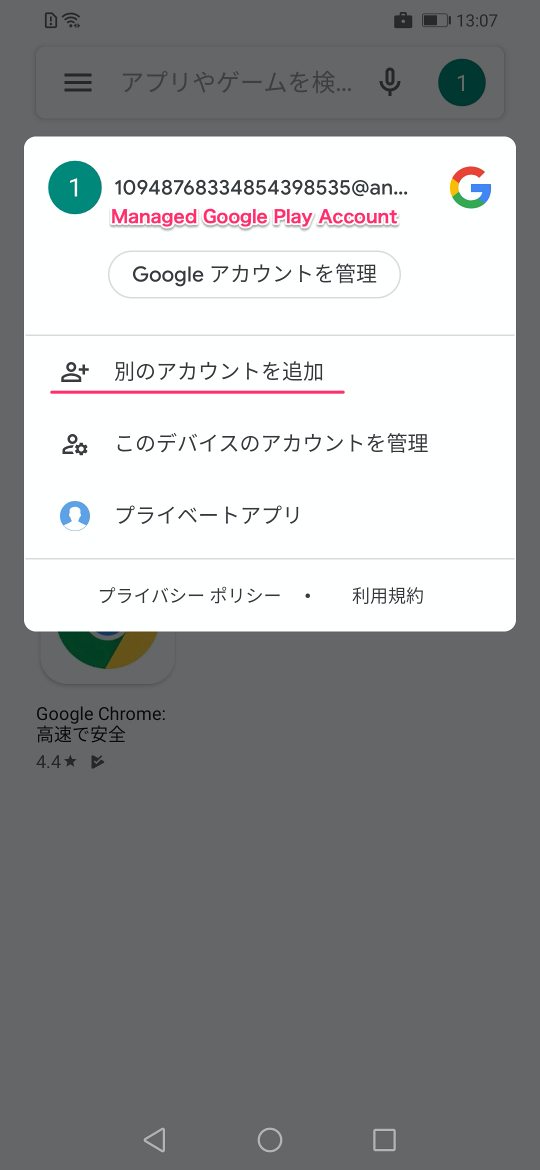 13:07
アプリやゲームを検...
1
1
10948768334854398535@an...
Managed Google Play Account
Google アカウントを管理
別のアカウントを追加
このデバイスのアカウントを管理
プライベートアプリ
プライバシー ポリシー • 利用規約
Google Chrome:
高速で安全
4.4★